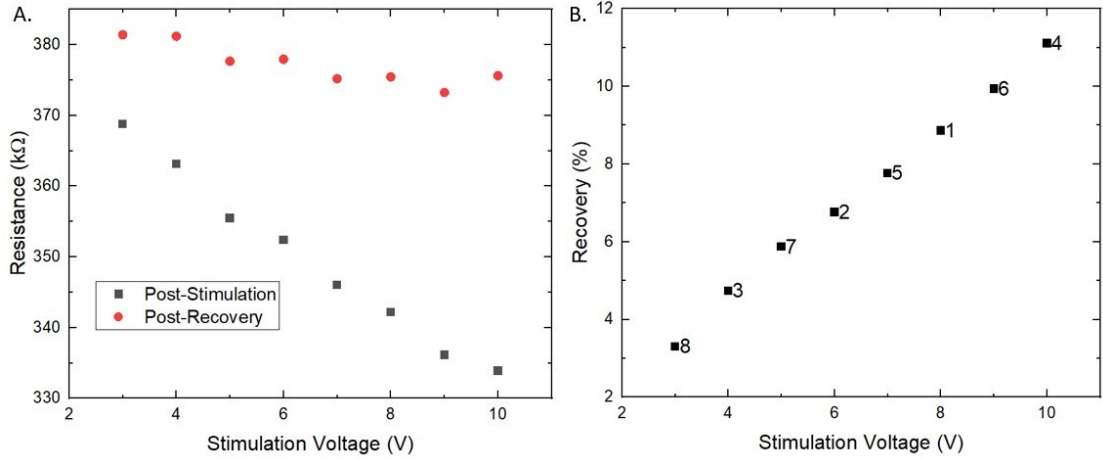 A.
380
370
360
350
340
330
Resistance (kΩ)
Post-Stimulation
Post-Recovery
2 4 6 8 10
Stimulation Voltage (V)
B.
12
10
8
6
4
2
Recovery (%)
4
6
1
5
2
7
3
8
2 4 6 8 10
Stimulation Voltage (V)